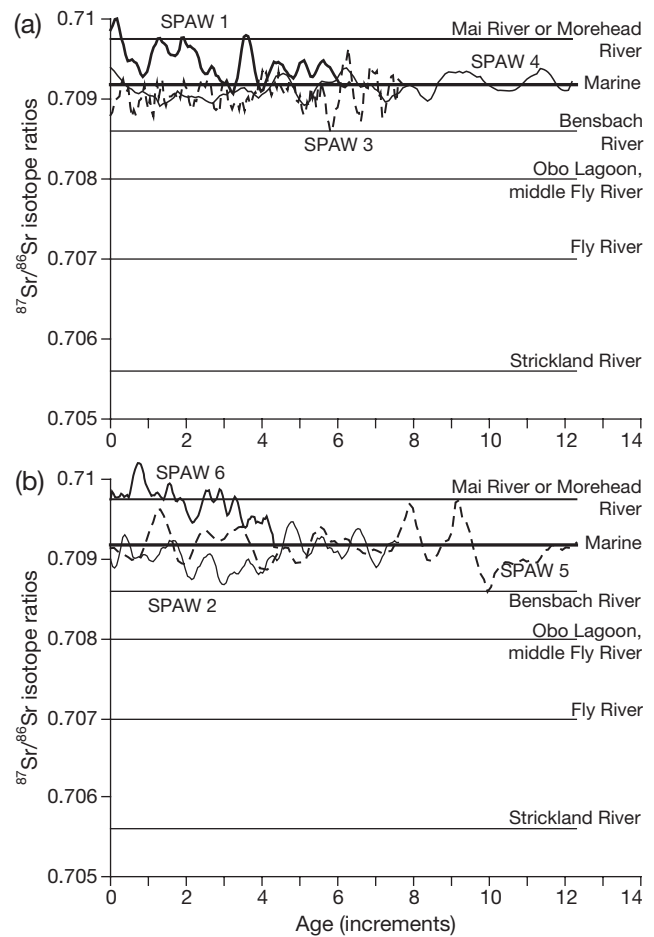 (a)
0.71
SPAW 1
Mai River or Morehead
River
SPAW 4
Marine
0.709
Bensbach
River
SPAW 3
0.708
Obo Lagoon,
middle Fly River
0.707
Fly River
0.706
Strickland River
0.705
87Sr/86Sr isotope ratios
0 2 4 6 8 10 12 14
(b)
0.71
SPAW 6
Mai River or Morehead
River
Marine
0.709
SPAW 5
SPAW 2
Bensbach River
0.708
Obo Lagoon,
middle Fly River
0.707
Fly River
0.706
Strickland River
0.705
87Sr/86Sr isotope ratios
0 2 4 6 8 10 12 14
Age (increments)